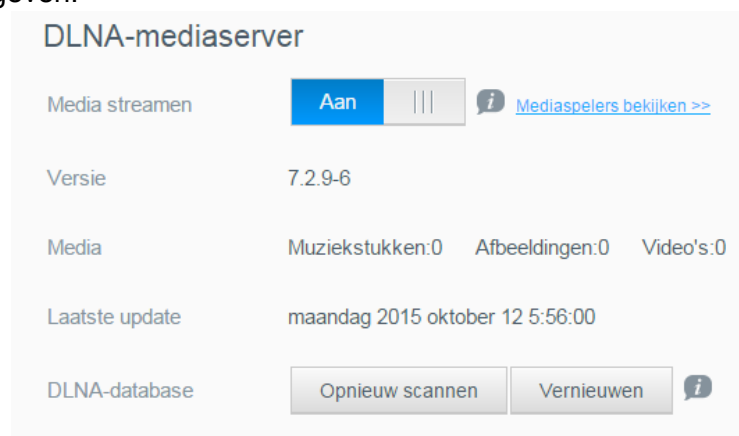 DLNA-mediaserver
Media streamen Aan Mediaspelers bekijken >>
Versie 7.2.9-6
Media Muziekstukken:0 Afbeeldingen:0 Video's:0
Laatste update maandag 2015 oktober 12 5:56:00
DLNA-database Opnieuw scannen Vernieuwen